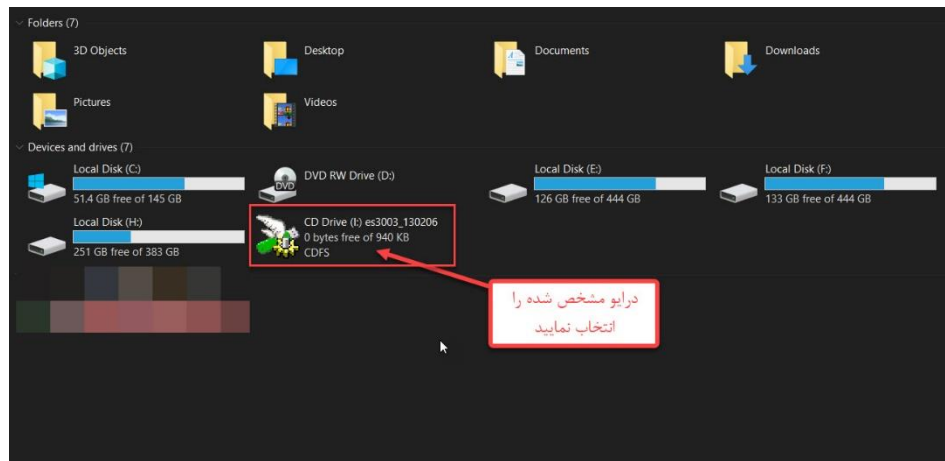 Folders (7)
3D Objects
Desktop
Documents
Downloads
Pictures
Videos
Devices and drives (7)
Local Disk (C:)
51.4 GB free of 145 GB
DVD RW Drive (D:)
DVD
Local Disk (E:)
126 GB free of 444 GB
Local Disk (F:)
133 GB free of 444 GB
Local Disk (H:)
251 GB free of 383 GB
CD Drive (I:) es3003_130206
0 bytes free of 940 KB
CDFS
درایو مشخص شده را
انتخاب نمایید